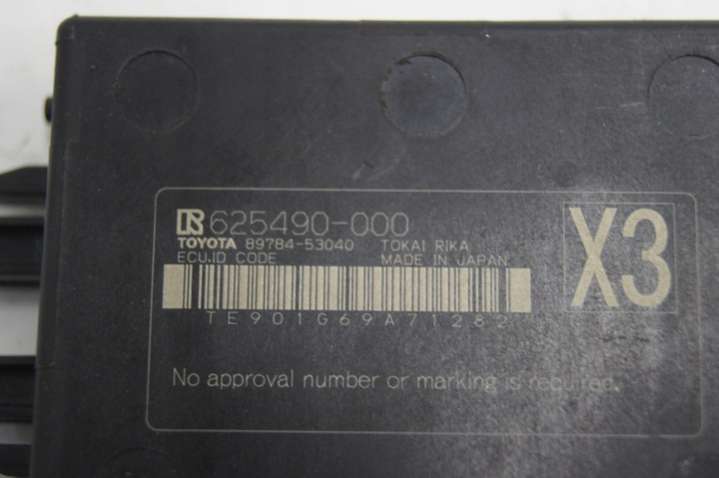 625490-000
TOYOTA 89784-53040 TOKAI RIKA
ECU,ID CODE MADE IN JAPAN
X3
TE901G69A71282
No approval number or marking is required.